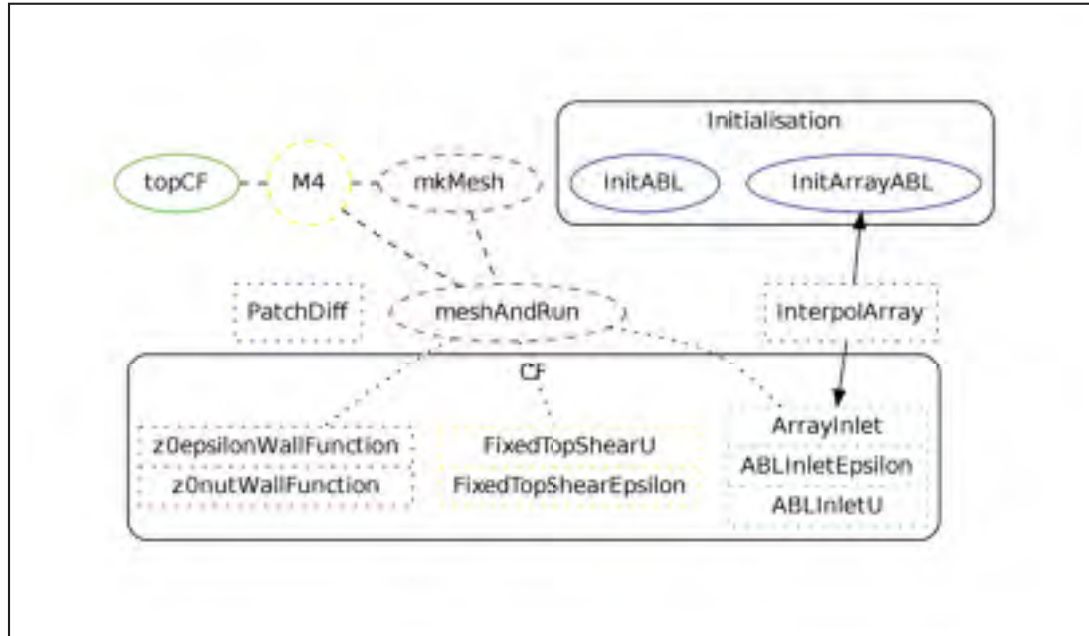 Initialisation
topCF
M4
mkMesh
InitABL
InitArrayABL
PatchDiff
meshAndRun
InterpolArray
CF
z0epsilonWallFunction
FixedTopShearU
ArrayInlet
z0nutWallFunction
FixedTopShearEpsilon
ABLInletEpsilon
ABLInletU